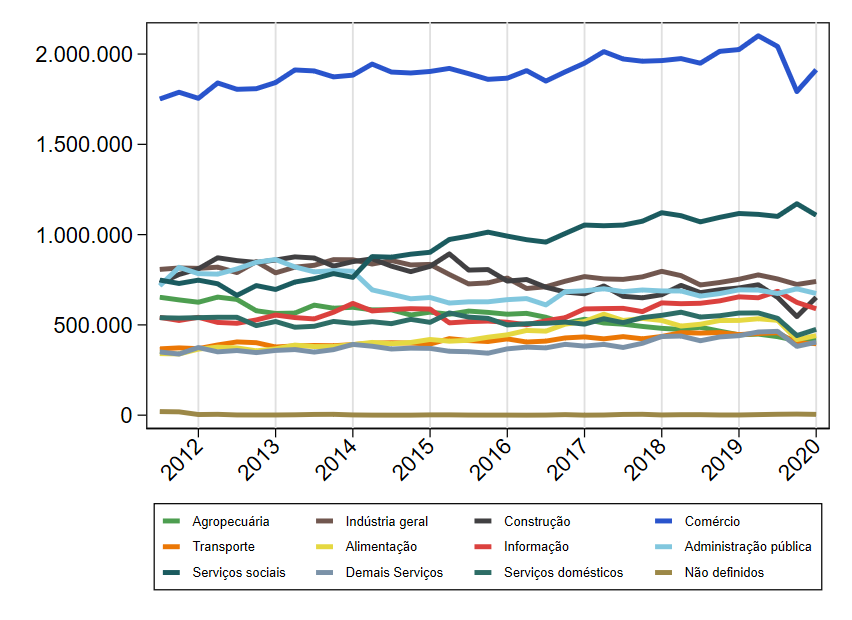 2.000.000
1.500.000
1.000.000
500.000
0
2012 2013 2014 2015 2016 2017 2018 2019 2020
Agropecuária Indústria geral Construção Comércio
Transporte Alimentação Informação Administração pública
Serviços sociais Demais Serviços Serviços domésticos Não definidos